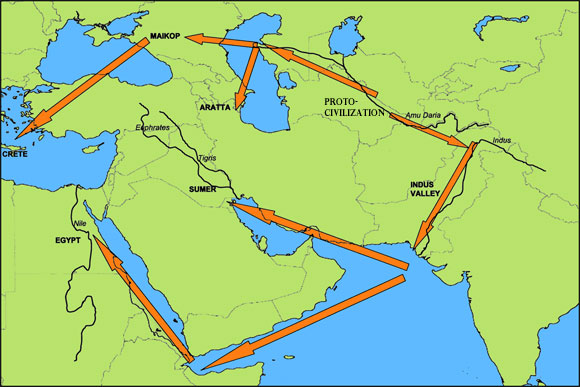 MAIKOP
ARATTA
PROTO-
CIVILIZATION
Amu Daria
Indus
Euphrates
CRETE
Tigris
SUMER
INDUS
VALLEY
Nile
EGYPT